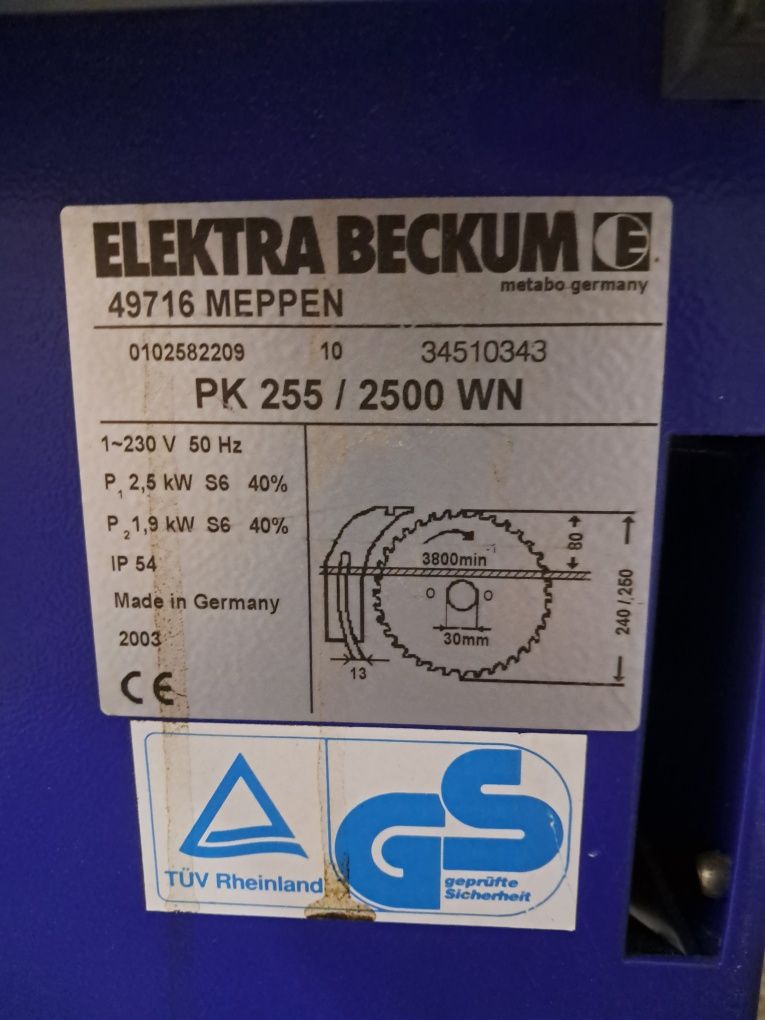 ELEKTRA BECKUM E
metabo germany
49716 MEPPEN
0102582209 10 34510343
PK 255 / 2500 WN
1~230 V 50 Hz
P1 2,5 kW S6 40%
P2 1,9 kW S6 40%
IP 54
Made in Germany
2003
CE
3800min-1
80
240 / 250
30mm
13
TÜV Rheinland
GS
geprüfte
Sicherheit